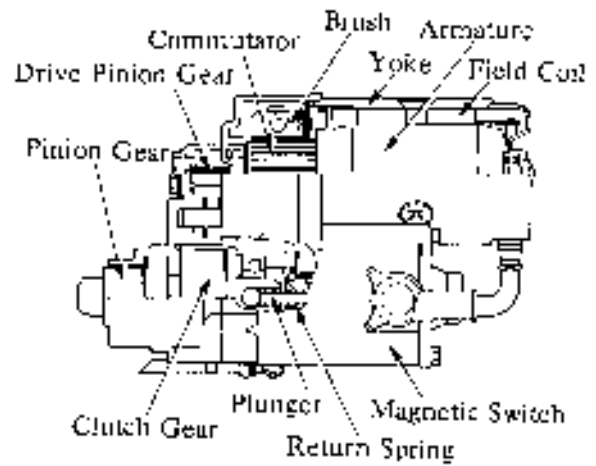 Brush
Commutator
Armature
Drive Pinion Gear
Yoke
Field Coil
Pinion Gear
Plunger
Magnetic Switch
Clutch Gear
Return Spring